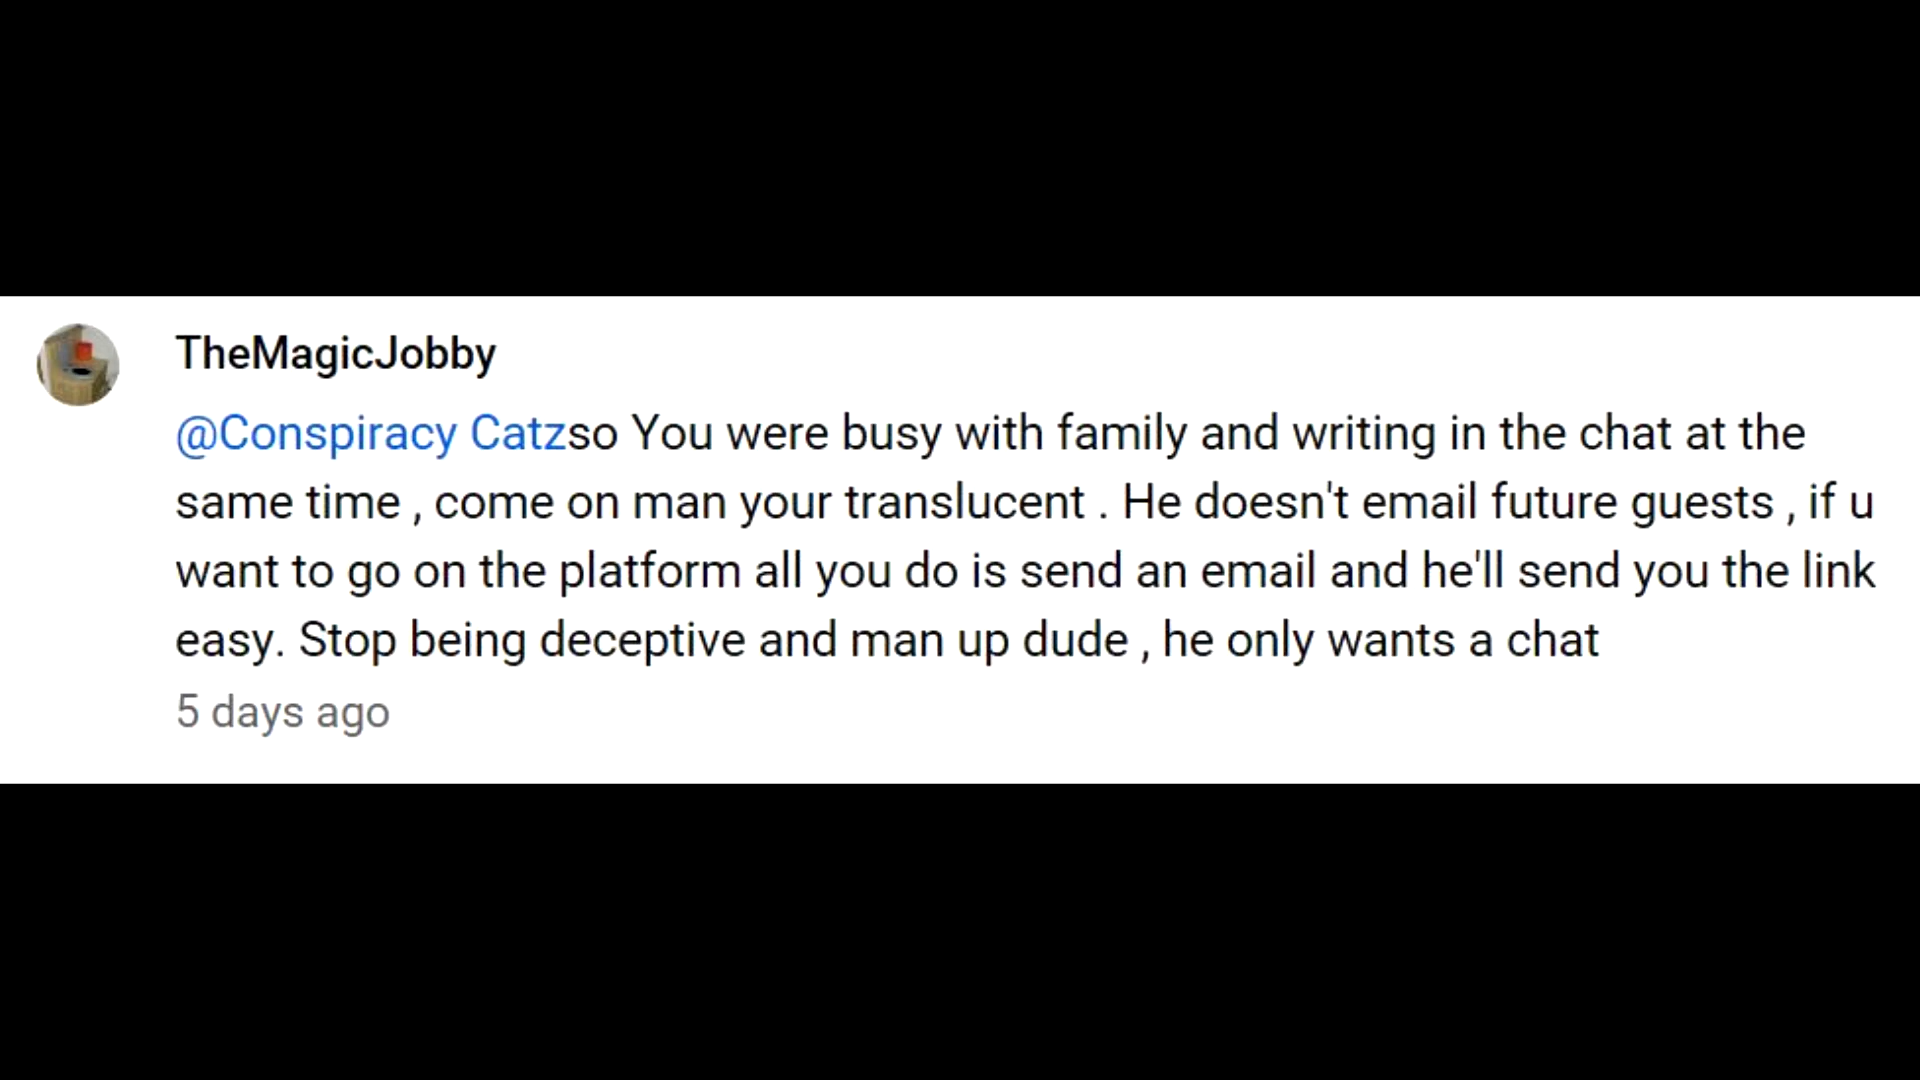 TheMagicJobby
@Conspiracy Catzso You were busy with family and writing in the chat at the
same time , come on man your translucent . He doesn't email future guests , if u
want to go on the platform all you do is send an email and he'll send you the link
easy. Stop being deceptive and man up dude , he only wants a chat
5 days ago